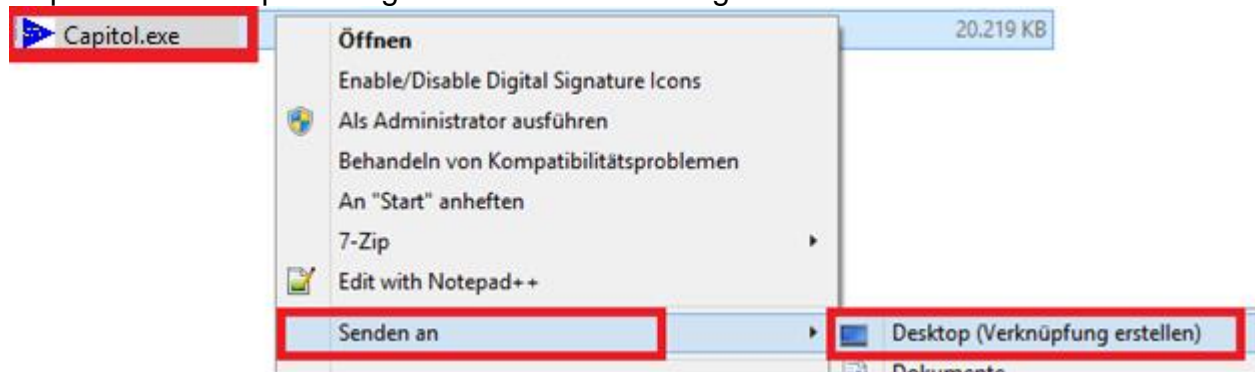 Capitol.exe
20.219 KB
Öffnen
Enable/Disable Digital Signature Icons
Als Administrator ausführen
Behandeln von Kompatibilitätsproblemen
An "Start" anheften
7-Zip
Edit with Notepad++
Senden an
Desktop (Verknüpfung erstellen)